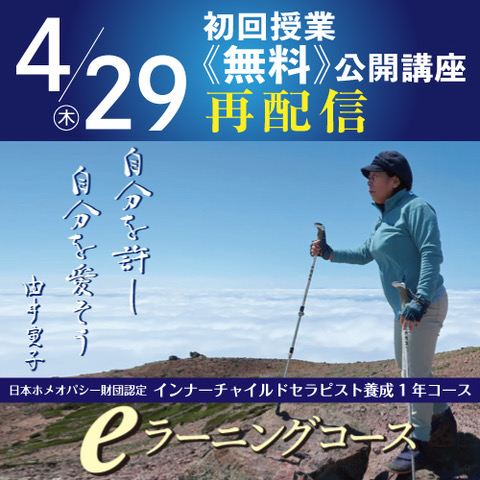 4/29
木
初回授業
《無料》公開講座
再配信
自分を許し
自分を愛そう
由井寅子
日本ホメオパシー財団認定 インナーチャイルドセラピスト養成1年コース
eラーニングコース